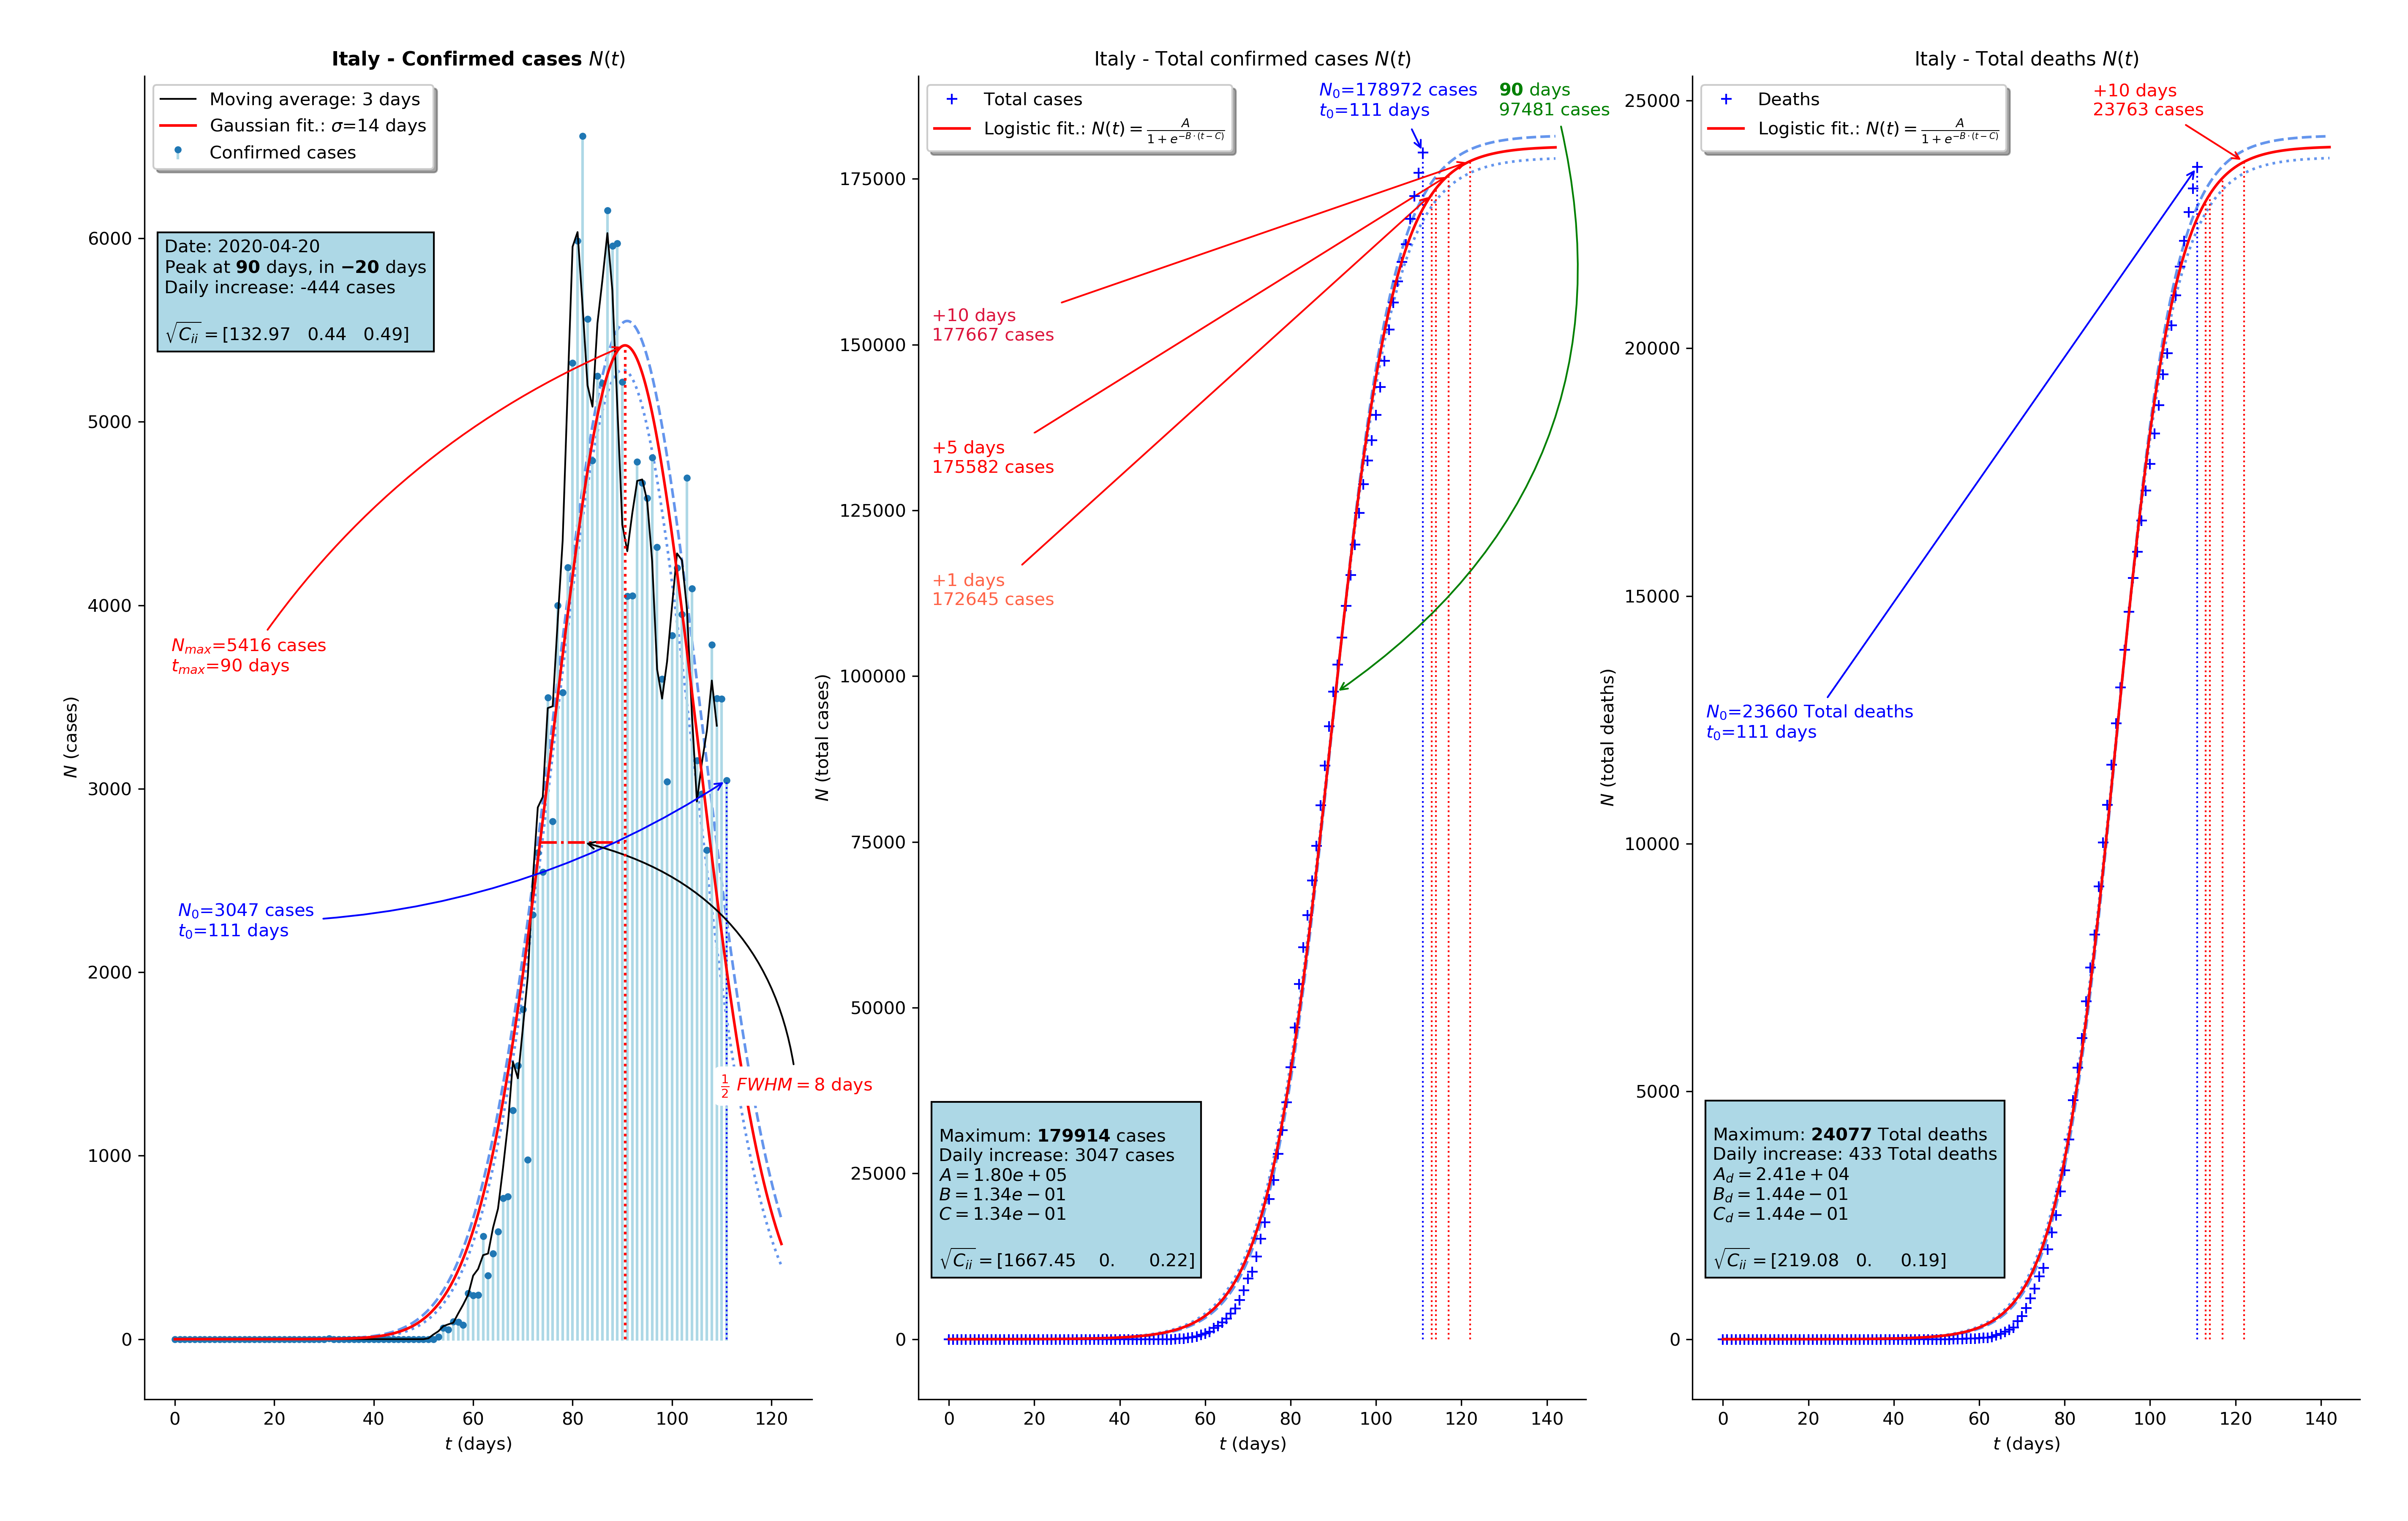 Italy - Confirmed cases N(t)
Moving average: 3 days
Gaussian fit.: σ=14 days
Confirmed cases
Date: 2020-04-20
Peak at 90 days, in −20 days
Daily increase: -444 cases
√C_ii = [132.97 0.44 0.49]
N_max=5416 cases
t_max=90 days
N_0=3047 cases
t_0=111 days
1/2 FWHM = 8 days
6000
5000
4000
3000
2000
1000
0
N (cases)
0 20 40 60 80 100 120
t (days)
Italy - Total confirmed cases N(t)
Total cases
Logistic fit.: N(t) = A/(1+e^{−B·(t−C)})
N_0=178972 cases
t_0=111 days
90 days
97481 cases
+10 days
177667 cases
+5 days
175582 cases
+1 days
172645 cases
Maximum: 179914 cases
Daily increase: 3047 cases
A = 1.80e + 05
B = 1.34e − 01
C = 1.34e − 01
√C_ii = [1667.45 0. 0.22]
175000
150000
125000
100000
75000
50000
25000
0
N (total cases)
0 20 40 60 80 100 120 140
t (days)
Italy - Total deaths N(t)
Deaths
Logistic fit.: N(t) = A/(1+e^{−B·(t−C)})
+10 days
23763 cases
N_0=23660 Total deaths
t_0=111 days
Maximum: 24077 Total deaths
Daily increase: 433 Total deaths
A_d = 2.41e + 04
B_d = 1.44e − 01
C_d = 1.44e − 01
√C_ii = [219.08 0. 0.19]
25000
20000
15000
10000
5000
0
N (total deaths)
0 20 40 60 80 100 120 140
t (days)